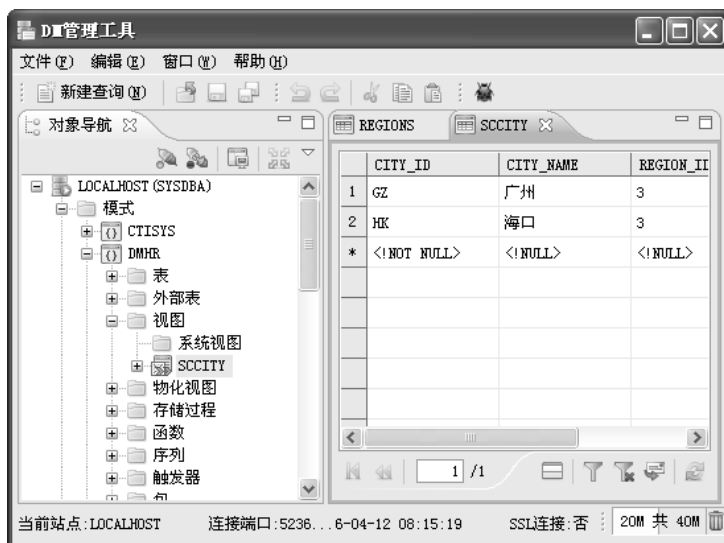 DM管理工具
文件(F) 编辑(E) 窗口(W) 帮助(H)
新建查询(N)
对象导航
LOCALHOST(SYSDBA)
模式
CTISYS
DMHR
表
外部表
视图
系统视图
SCCITY
物化视图
存储过程
函数
序列
触发器
包
REGIONS SCCITY
CITY_ID CITY_NAME REGION_I
1 GZ 广州 3
2 HK 海口 3
* <!NOT NULL> <!NULL> <!NULL>
1 /1
当前站点:LOCALHOST 连接端口:5236...6-04-12 08:15:19 SSL连接:否 20M 共 40M